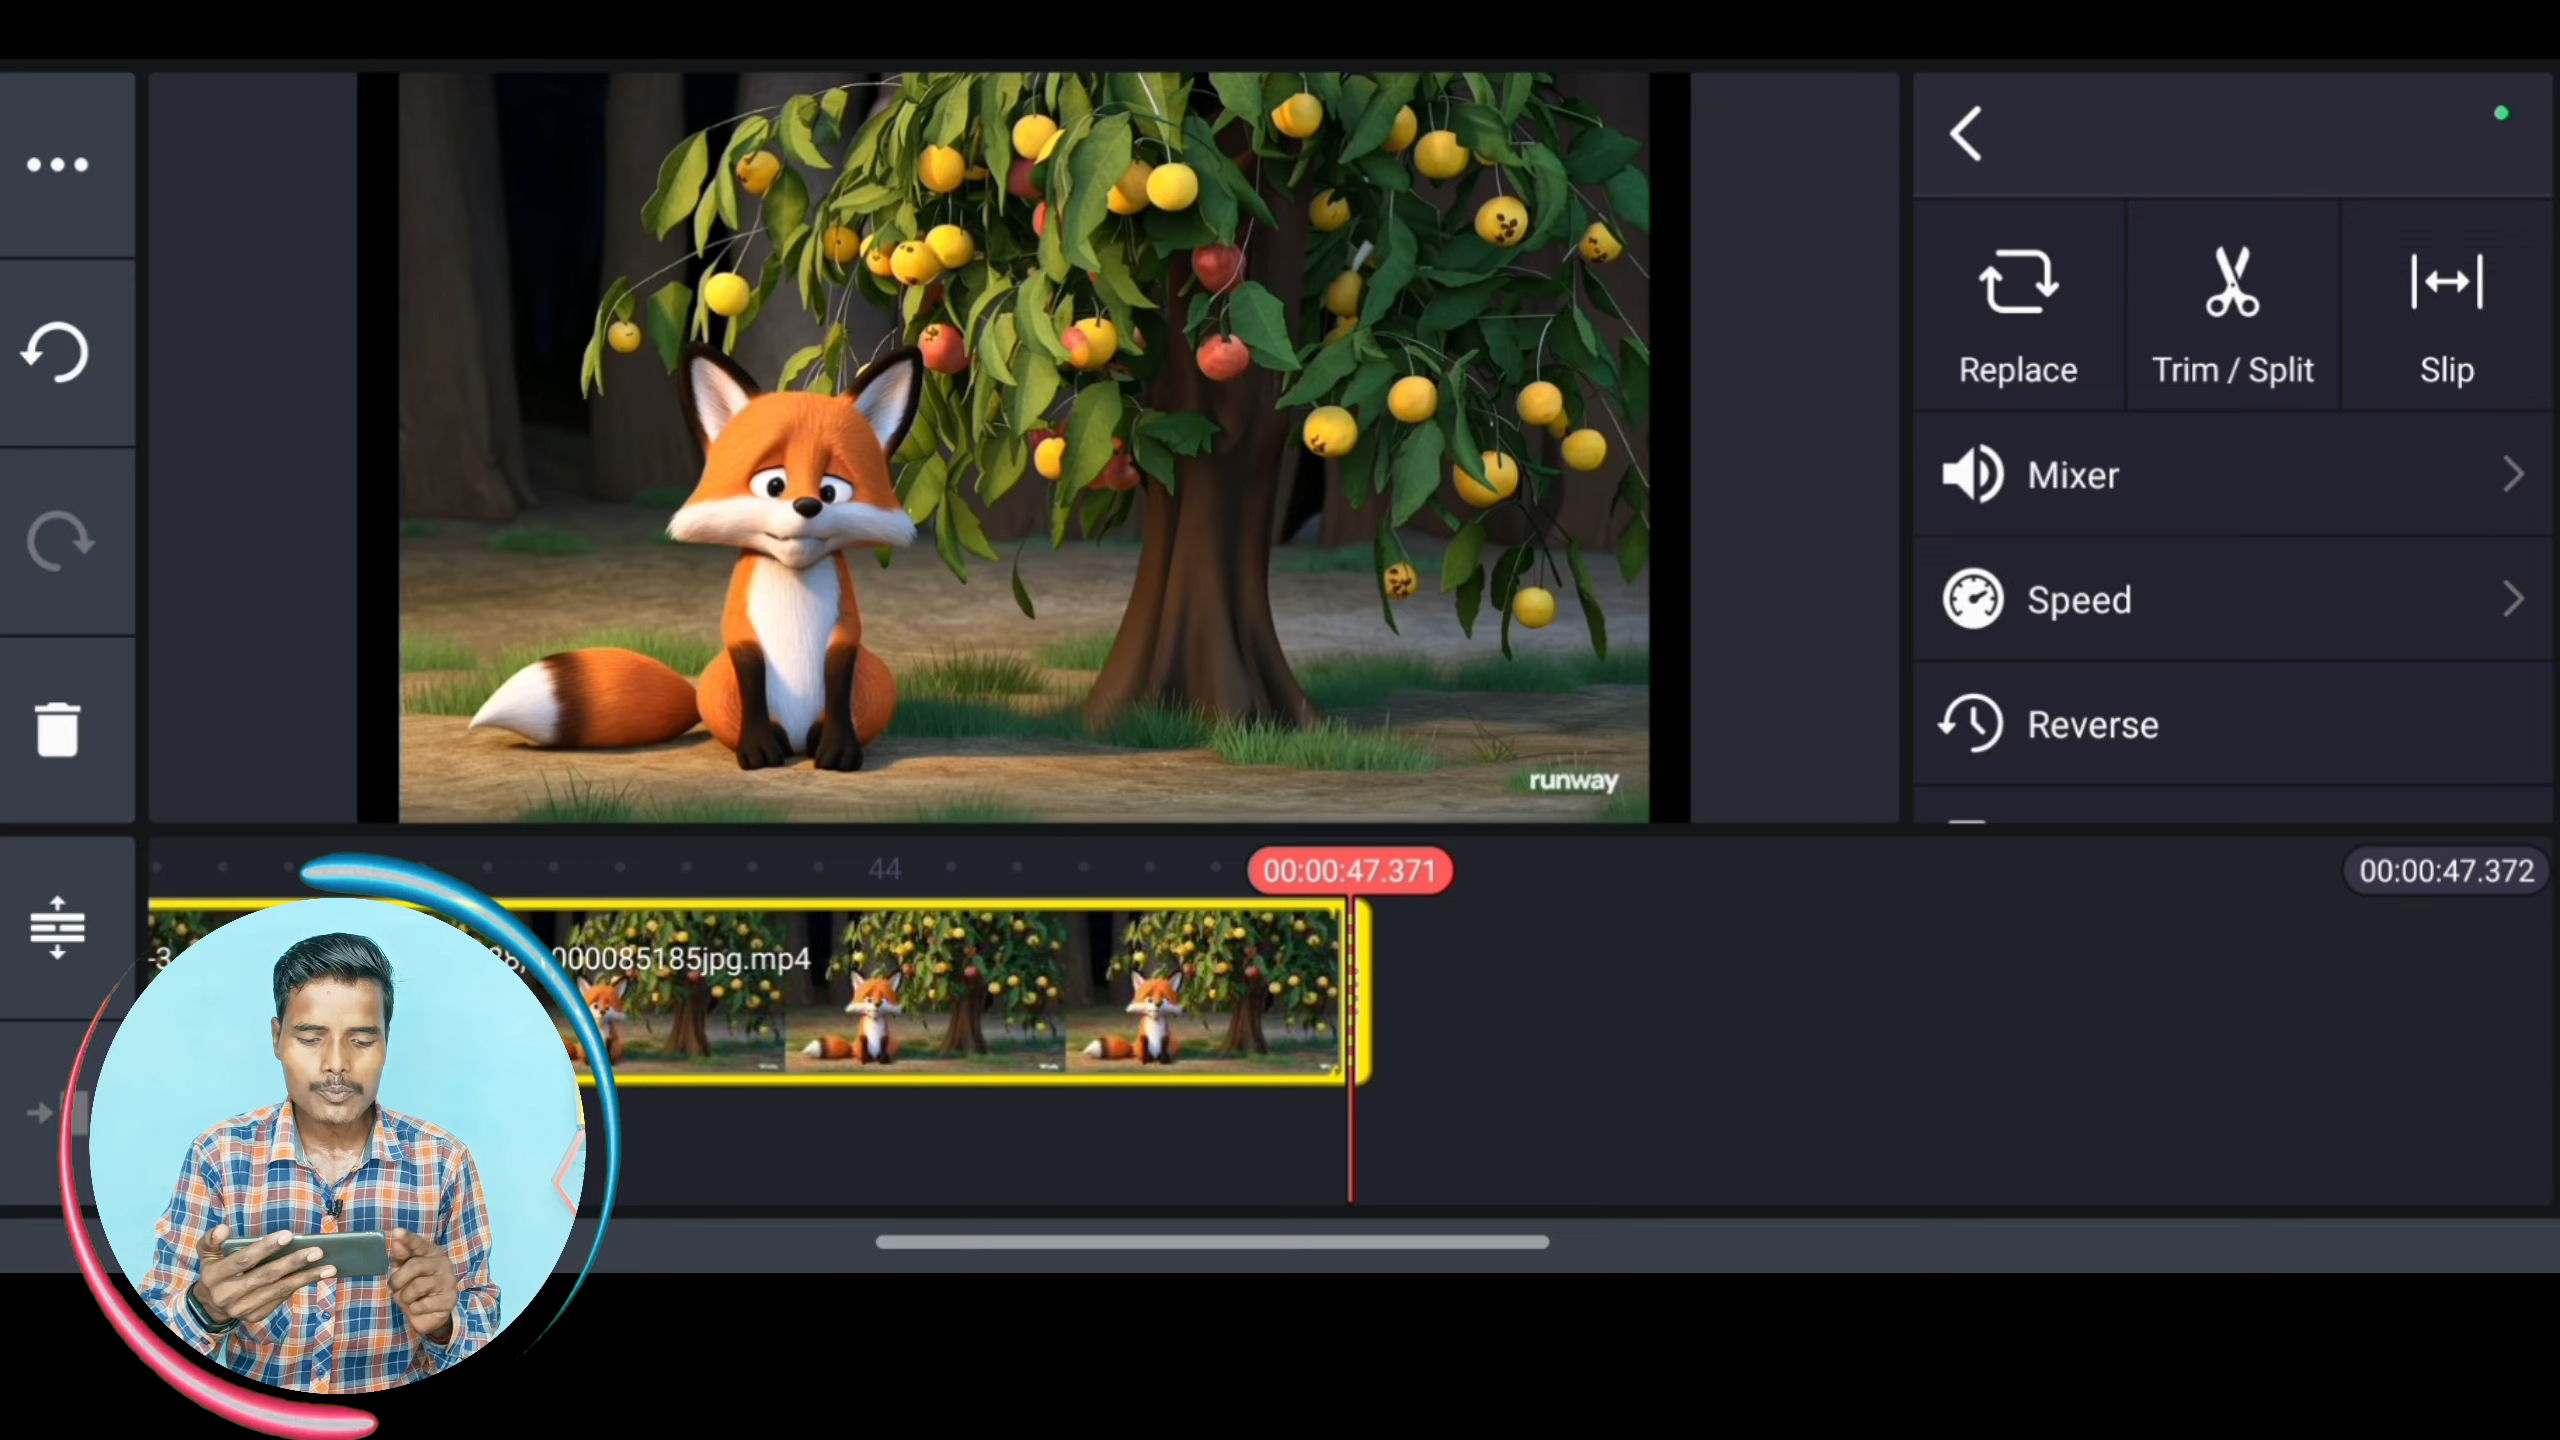 Replace
Trim / Split
Slip
Mixer
Speed
Reverse
runway
44
00:00:47.371
00:00:47.372
000085185jpg.mp4